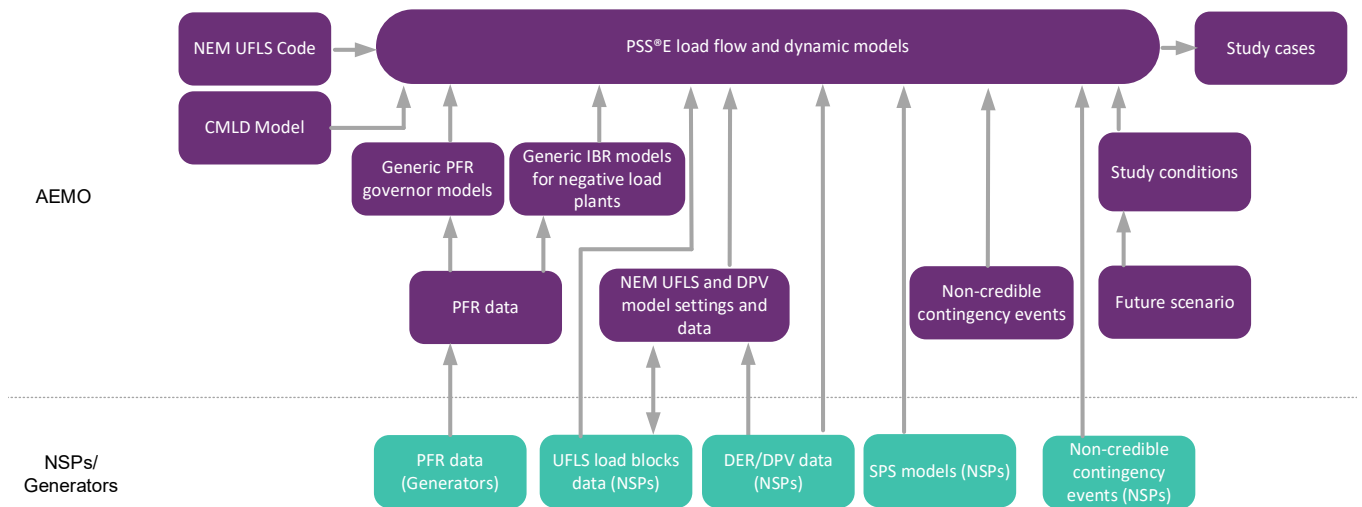 NEM UFLS Code
PSS®E load flow and dynamic models
Study cases
CMLD Model
Generic PFR
governor models
Generic IBR models
for negative load
plants
Study conditions
AEMO
PFR data
NEM UFLS and DPV
model settings and
data
Non-credible
contingency events
Future scenario
NSPs/
Generators
PFR data
(Generators)
UFLS load blocks
data (NSPs)
DER/DPV data
(NSPs)
SPS models (NSPs)
Non-credible
contingency
events (NSPs)